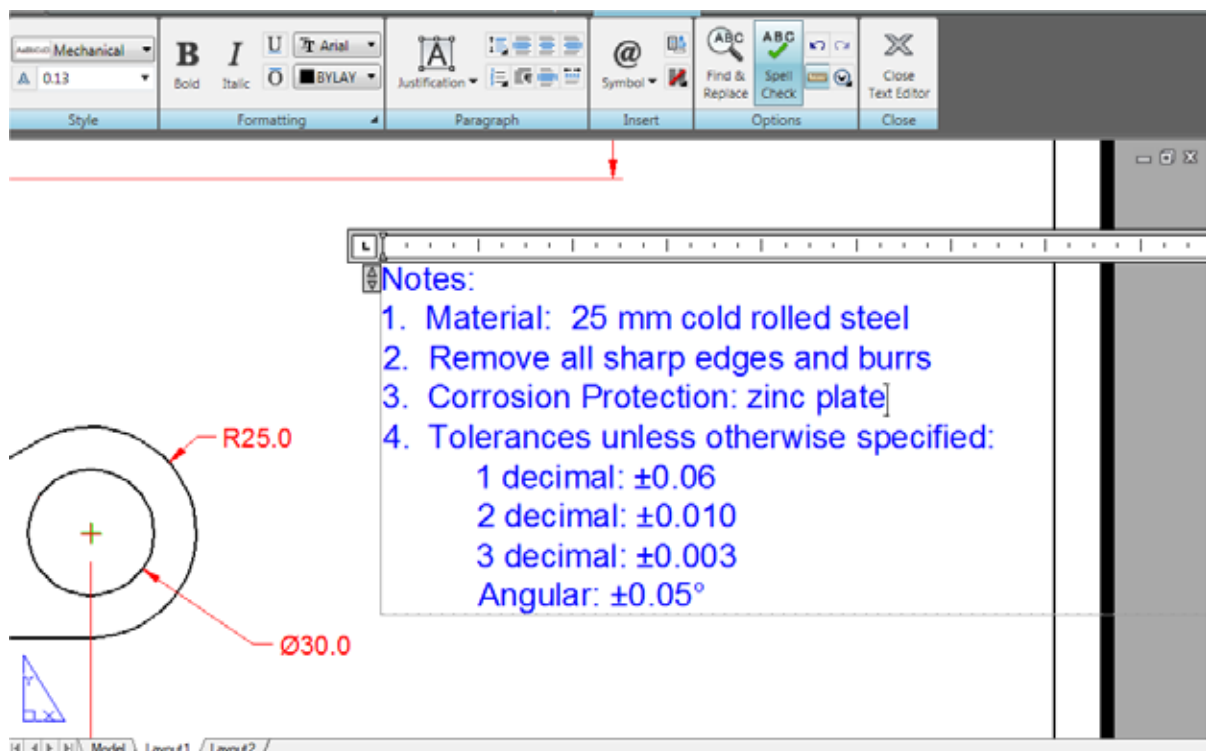 Mechanical
0.13
Style
B
Bold
I
Italic
U
O
Arial
BYLAY
Formatting
A
Justification
Paragraph
@
Symbol
Insert
ABC
Find &
Replace
ABC
Spell
Check
Options
Close
Text Editor
Close
Notes:
1. Material: 25 mm cold rolled steel
2. Remove all sharp edges and burrs
3. Corrosion Protection: zinc plate
4. Tolerances unless otherwise specified:
1 decimal: ±0.06
2 decimal: ±0.010
3 decimal: ±0.003
Angular: ±0.05°
R25.0
Ø30.0
Y
X
Model Layout1 Layout2